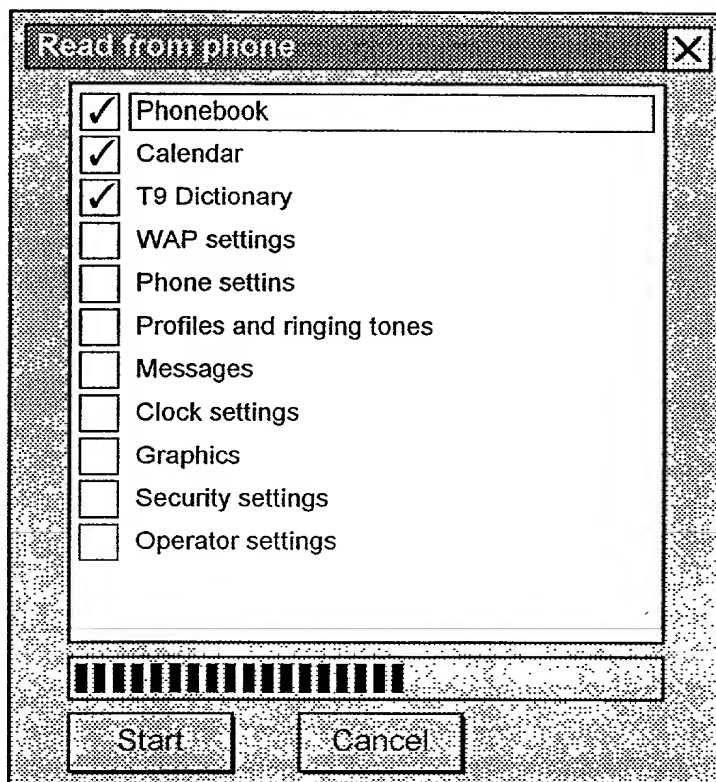 Read from phone
Phonebook
Calendar
T9 Dictionary
WAP settings
Phone settins
Profiles and ringing tones
Messages
Clock settings
Graphics
Security settings
Operator settings
Start Cancel